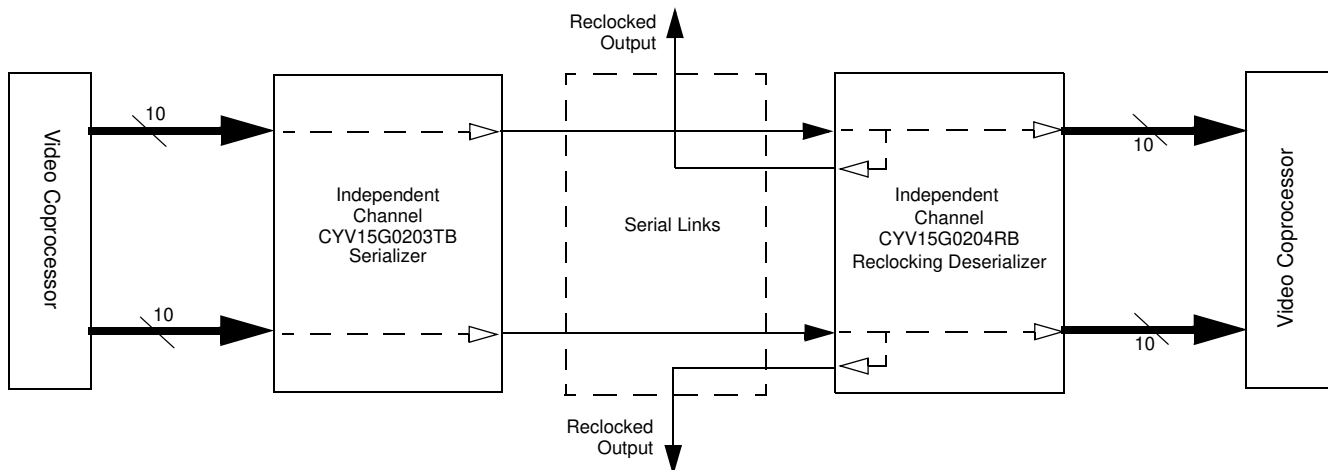 Reclocked
Output
10
10
Video Coprocessor
Independent
Channel
CYV15G0203TB
Serializer
Serial Links
Independent
Channel
CYV15G0204RB
Reclocking Deserializer
Video Coprocessor
10
10
Reclocked
Output